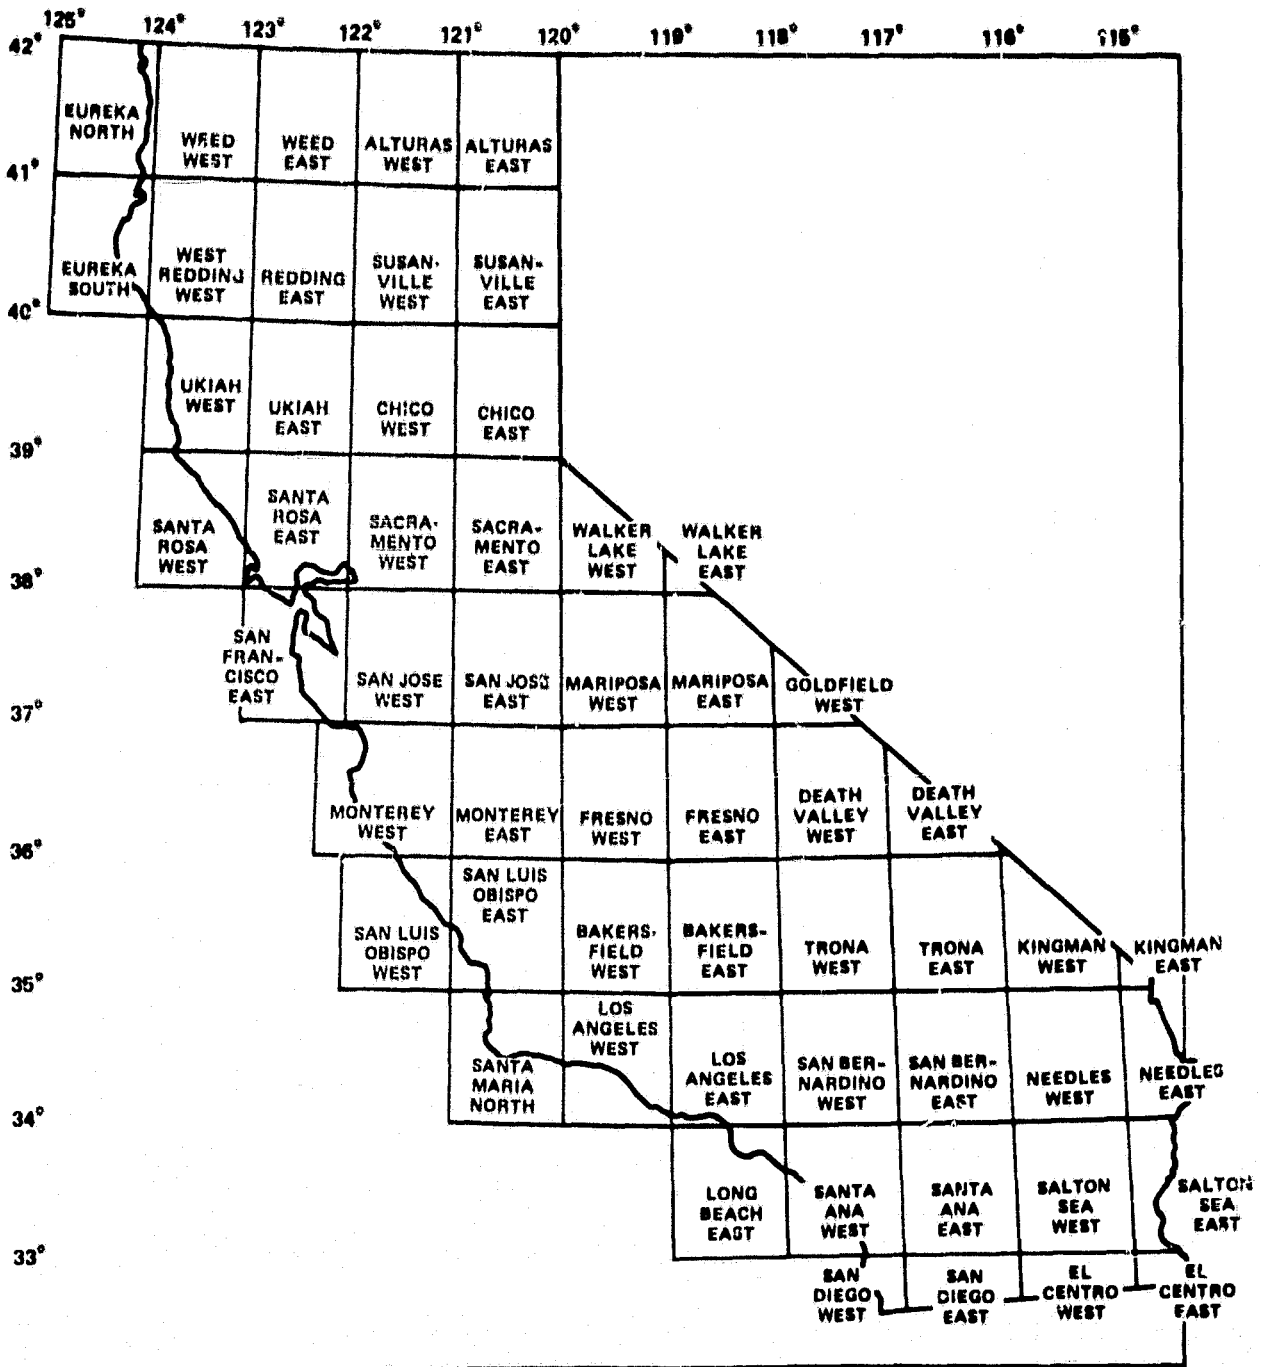 125° 124° 123° 122° 121° 120° 119° 118° 117° 116° 115°
42°
EUREKA
NORTH
WEED
WEST
WEED
EAST
ALTURAS
WEST
ALTURAS
EAST
41°
EUREKA
SOUTH
WEST
REDDING
WEST
REDDING
EAST
SUSAN-
VILLE
WEST
SUSAN-
VILLE
EAST
40°
UKIAH
WEST
UKIAH
EAST
CHICO
WEST
CHICO
EAST
39°
SANTA
ROSA
WEST
SANTA
ROSA
EAST
SACRA-
MENTO
WEST
SACRA-
MENTO
EAST
WALKER
LAKE
WEST
WALKER
LAKE
EAST
38°
SAN
FRAN-
CISCO
EAST
SAN JOSE
WEST
SAN JOSE
EAST
MARIPOSA
WEST
MARIPOSA
EAST
GOLDFIELD
WEST
37°
MONTEREY
WEST
MONTEREY
EAST
FRESNO
WEST
FRESNO
EAST
DEATH
VALLEY
WEST
DEATH
VALLEY
EAST
36°
SAN LUIS
OBISPO
WEST
SAN LUIS
OBISPO
EAST
BAKERS-
FIELD
WEST
BAKERS-
FIELD
EAST
TRONA
WEST
TRONA
EAST
KINGMAN
WEST
KINGMAN
EAST
35°
SANTA
MARIA
NORTH
LOS
ANGELES
WEST
LOS
ANGELES
EAST
SAN BER-
NARDINO
WEST
SAN BER-
NARDINO
EAST
NEEDLES
WEST
NEEDLES
EAST
34°
LONG
BEACH
EAST
SANTA
ANA
WEST
SANTA
ANA
EAST
SALTON
SEA
WEST
SALTON
SEA
EAST
33°
SAN
DIEGO
WEST
SAN
DIEGO
EAST
EL
CENTRO
WEST
EL
CENTRO
EAST